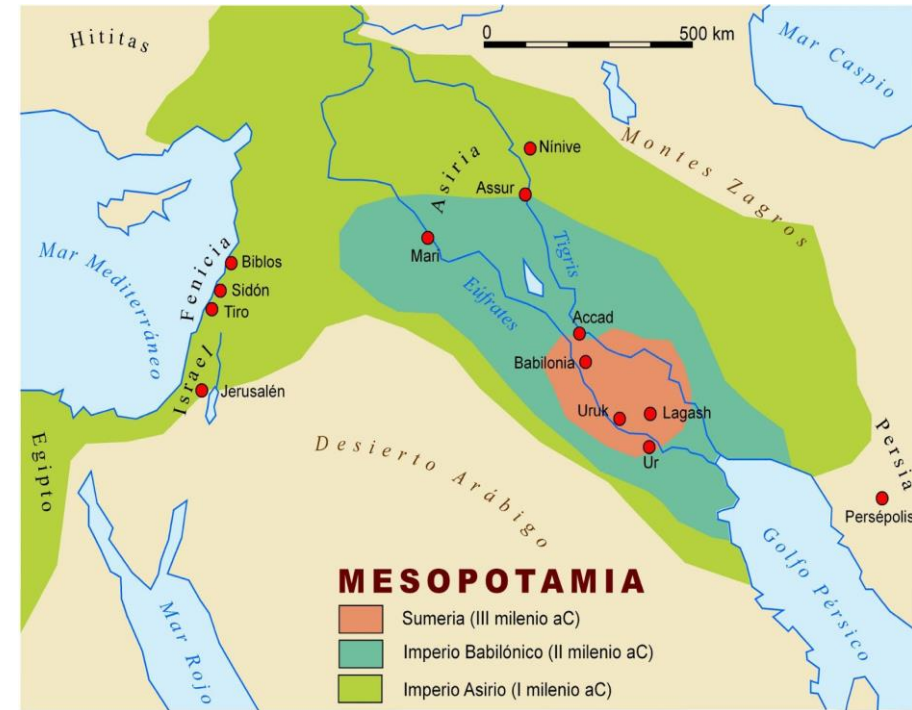 Hititas
0
500 km
Mar Caspio
Montes Zagros
Asiria
Nínive
Assur
Mari
Tigris
Eúfrates
Mar Mediterráneo
Fenicia
Biblos
Sidón
Tiro
Israel
Jerusalén
Accad
Babilonia
Uruk
Lagash
Ur
Egipto
Desierto Arábigo
Persia
Persépolis
Golfo Pérsico
Mar Rojo
MESOPOTAMIA
Sumeria (III milenio aC)
Imperio Babilónico (II milenio aC)
Imperio Asirio (I milenio aC)